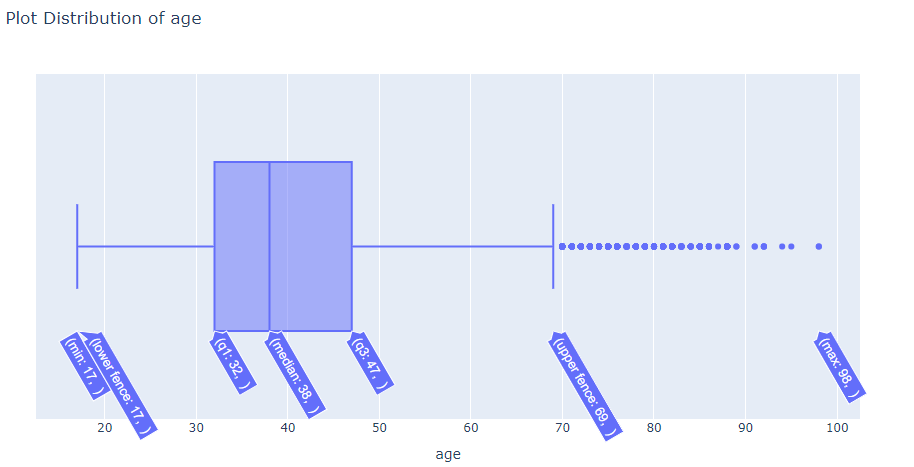 Plot Distribution of age
(min: 17, )
(lower fence: 17, )
(q1: 32, )
(median: 38, )
(q3: 47, )
(upper fence: 69, )
(max: 98, )
20 30 40 50 60 70 80 90 100
age